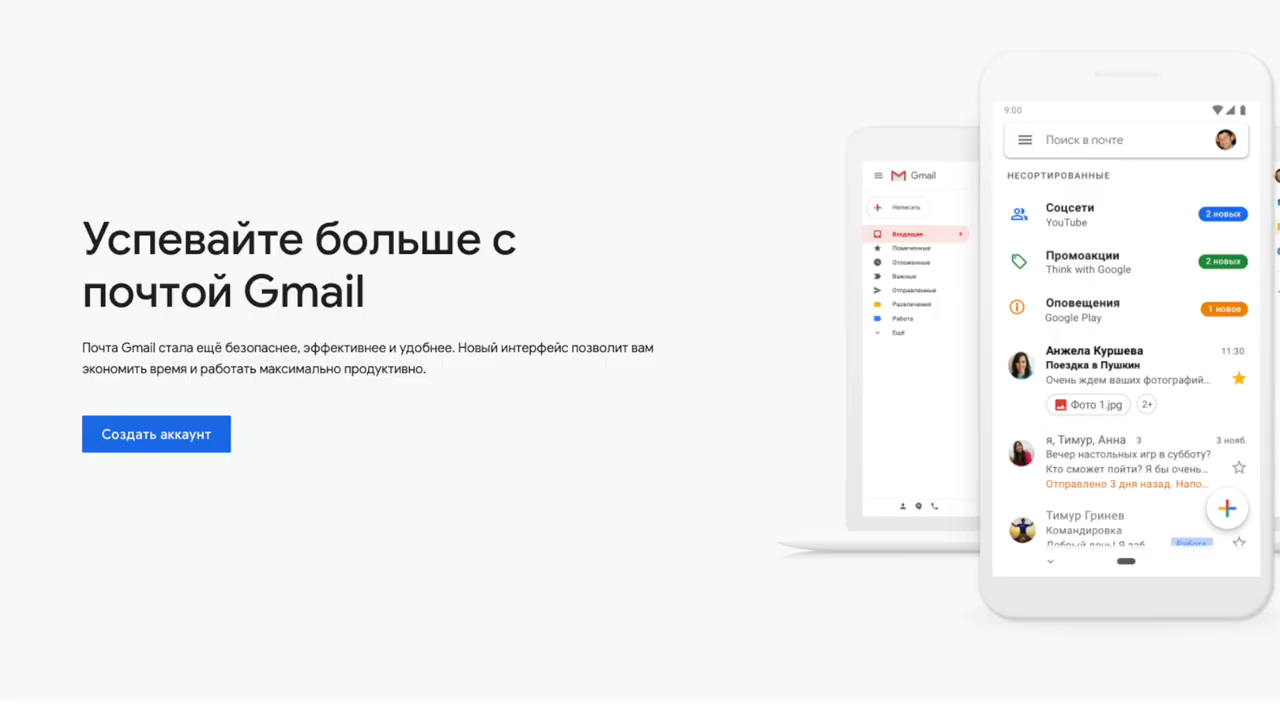 Успевайте больше с
почтой Gmail
Почта Gmail стала ещё безопаснее, эффективнее и удобнее. Новый интерфейс позволит вам
экономить время и работать максимально продуктивно.
Создать аккаунт
Gmail
Написать
Входящие
Помеченные
Отложенные
Важные
Отправленные
Развлечения
Работа
Ещё
9:00
Поиск в почте
НЕСОРТИРОВАННЫЕ
Соцсети
YouTube
2 новых
Промоакции
Think with Google
2 новых
Оповещения
Google Play
1 новое
Анжела Куршева 11:30
Поездка в Пушкин
Очень ждем ваших фотографий...
Фото 1.jpg 2+
я, Тимур, Анна 3 3 нояб.
Вечер настольных игр в субботу?
Кто сможет пойти? Я бы очень...
Отправлено 3 дня назад. Напо...
Тимур Гринев
Командировка
Добрый день! Я заб
Работа